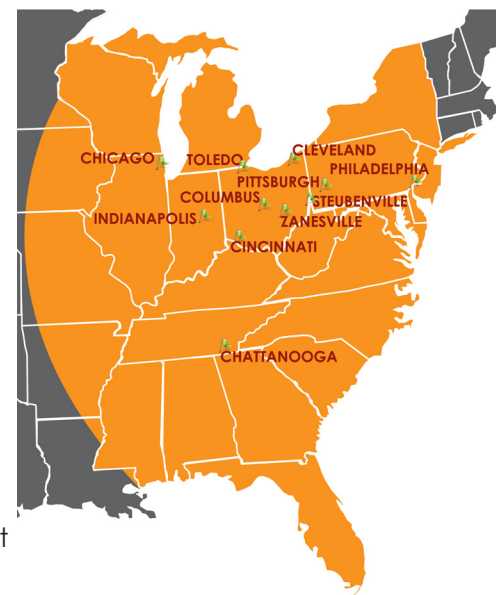 CHICAGO
TOLEDO
CLEVELAND
PHILADELPHIA
PITTSBURGH
COLUMBUS
STEUBENVILLE
INDIANAPOLIS
ZANESVILLE
CINCINNATI
CHATTANOOGA
t